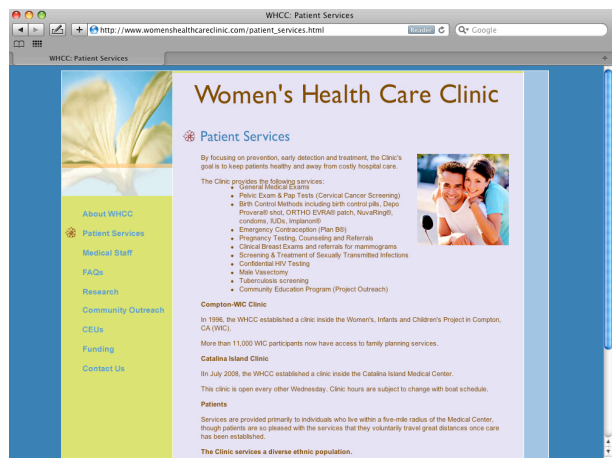 WHCC: Patient Services
http://www.womenshealthcareclinic.com/patient_services.html
Reader
Google
WHCC: Patient Services
Women's Health Care Clinic
Patient Services
By focusing on prevention, early detection and treatment, the Clinic's
goal is to keep patients healthy and away from costly hospital care.
The Clinic provides the following services:
• General Medical Exams
• Pelvic Exam & Pap Tests (Cervical Cancer Screening)
• Birth Control Methods including birth control pills, Depo
Provera® shot, ORTHO EVRA® patch, NuvaRing®,
condoms, IUDs, Implanon®
• Emergency Contraception (Plan B®)
• Pregnancy Testing, Counseling and Referrals
• Clinical Breast Exams and referrals for mammograms
• Screening & Treatment of Sexually Transmitted Infections
• Confidential HIV Testing
• Male Vasectomy
• Tuberculosis screening
• Community Education Program (Project Outreach)
Compton-WIC Clinic
In 1996, the WHCC established a clinic inside the Women's, Infants and Children's Project in Compton,
CA (WIC).
More than 11,000 WIC participants now have access to family planning services.
Catalina Island Clinic
IIn July 2008, the WHCC established a clinic inside the Catalina Island Medical Center.
This clinic is open every other Wednesday. Clinic hours are subject to change with boat schedule.
Patients
Services are provided primarily to individuals who live within a five-mile radius of the Medical Center,
though patients are so pleased with the services that they voluntarily travel great distances once care
has been established.
The Clinic services a diverse ethnic population.
About WHCC
Patient Services
Medical Staff
FAQs
Research
Community Outreach
CEUs
Funding
Contact Us